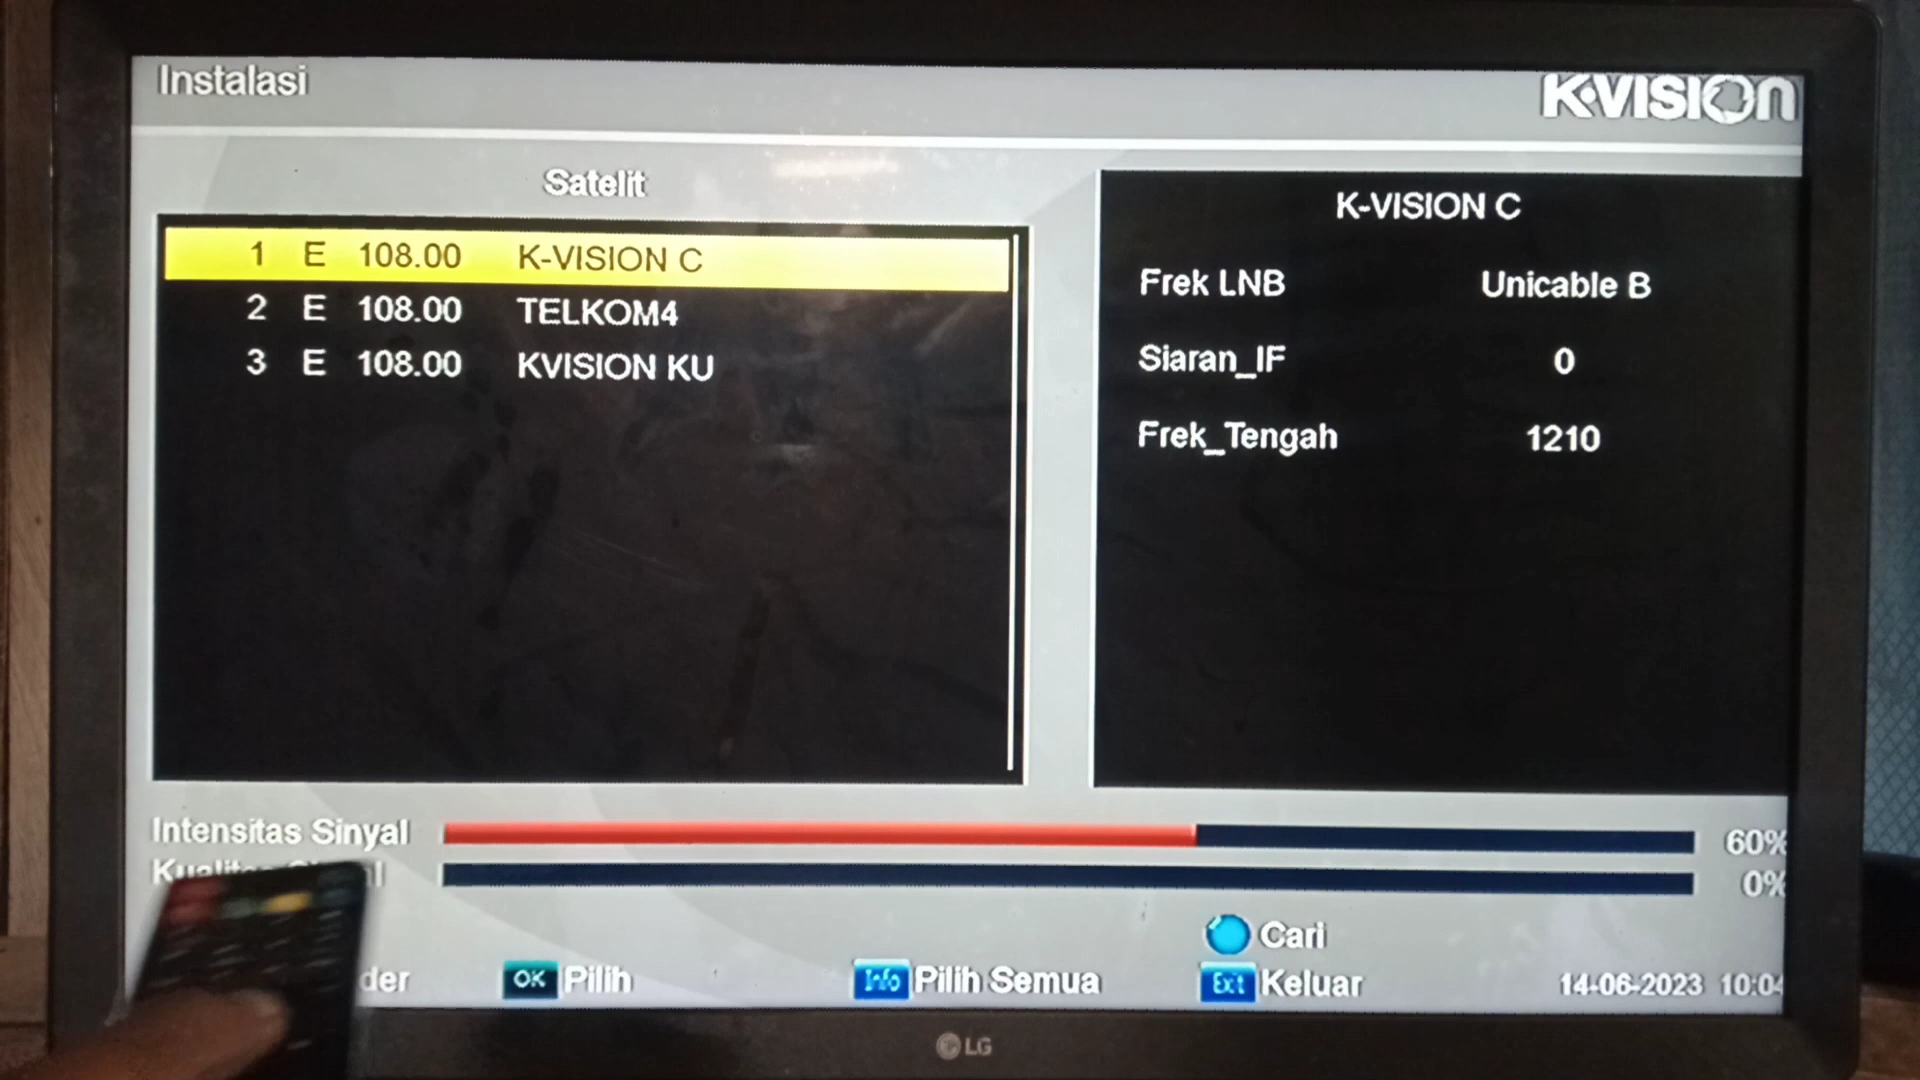 Instalasi
K-VISION
Satelit
1 E 108.00 K-VISION C
2 E 108.00 TELKOM4
3 E 108.00 KVISION KU
K-VISION C
Frek LNB Unicable B
Siaran_IF 0
Frek_Tengah 1210
Intensitas Sinyal 60%
0%
Cari
OK Pilih
Info Pilih Semua
Exit Keluar
14-06-2023 10:04
LG